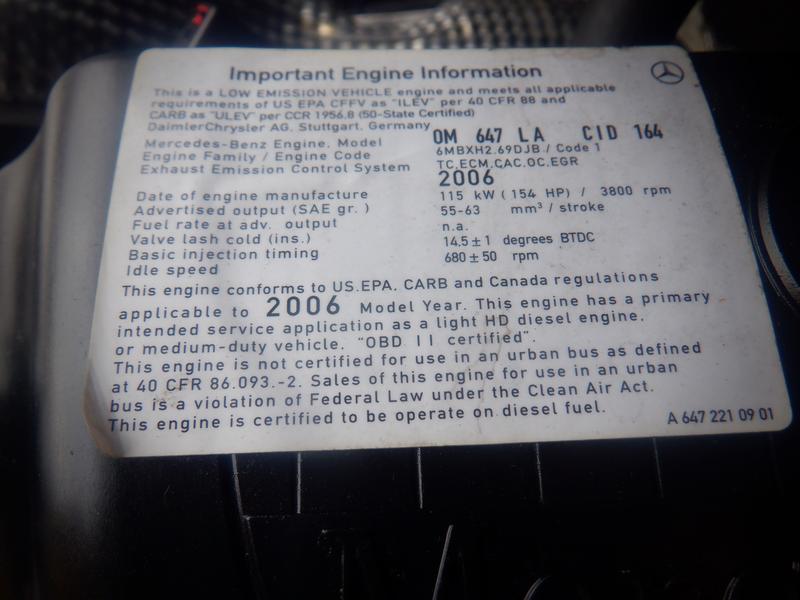 Important Engine Information
This is a LOW EMISSION VEHICLE engine and meets all applicable
requirements of US EPA CFFV as "ILEV" per 40 CFR 88 and
CARB as "ULEV" per CCR 1956.8 (50-State Certified)
DaimlerChrysler AG, Stuttgart, Germany
Mercedes-Benz Engine, Model OM 647 LA CID 164
Engine Family / Engine Code 6MBXH2.69DJB / Code 1
Exhaust Emission Control System TC,ECM,CAC,OC,EGR
Date of engine manufacture 2006
Advertised output (SAE gr.) 115 kW (154 HP) / 3800 rpm
Fuel rate at adv. output 55-63 mm³ / stroke
Valve lash cold (ins.) n.a.
Basic injection timing 14,5 ± 1 degrees BTDC
Idle speed 680 ± 50 rpm
This engine conforms to US.EPA. CARB and Canada regulations
applicable to 2006 Model Year. This engine has a primary
intended service application as a light HD diesel engine.
or medium-duty vehicle. "OBD II certified".
This engine is not certified for use in an urban bus as defined
at 40 CFR 86.093.-2. Sales of this engine for use in an urban
bus is a violation of Federal Law under the Clean Air Act.
This engine is certified to be operate on diesel fuel.
A 647 221 09 01